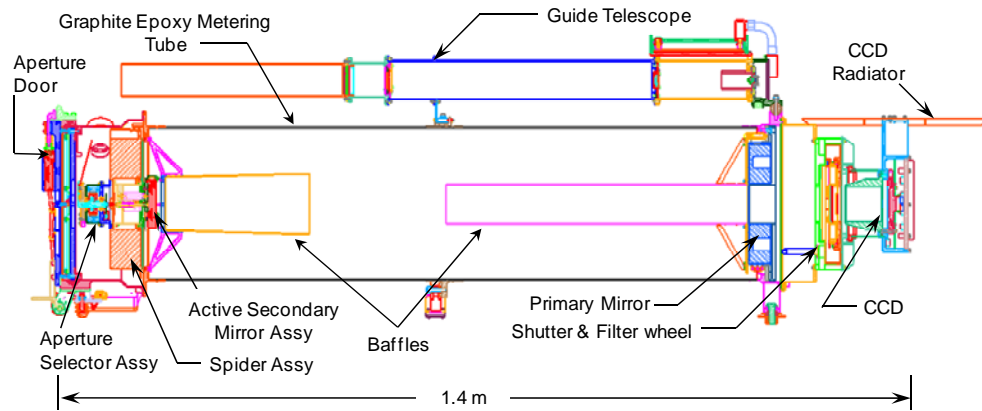 Graphite Epoxy Metering
Tube
Guide Telescope
CCD
Radiator
Aperture
Door
Active Secondary
Mirror Assy
Baffles
Primary Mirror
Shutter & Filter wheel
CCD
Aperture
Selector Assy
Spider Assy
1.4 m